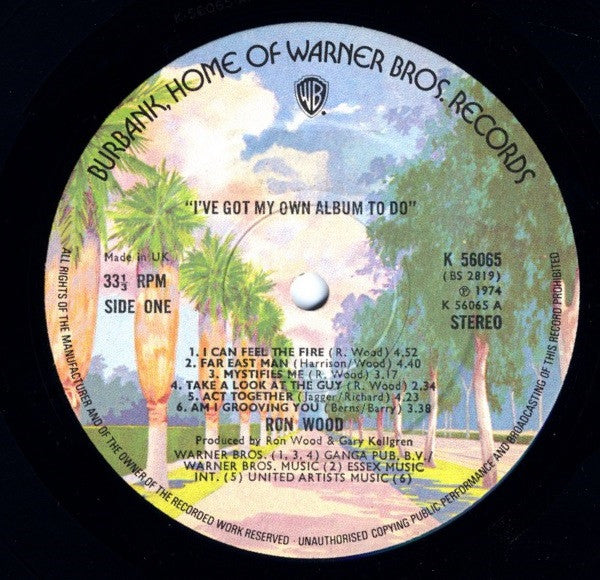 K 56065 A
BURBANK, HOME OF WARNER BROS. RECORDS
WB
"I'VE GOT MY OWN ALBUM TO DO"
Made in UK
33⅓ RPM
SIDE ONE
K 56065
(BS 2819)
℗ 1974
K 56065 A
STEREO
1. I CAN FEEL THE FIRE (R. Wood) 4.52
2. FAR EAST MAN (Harrison/Wood) 4.40
3. MYSTIFIES ME (R. Wood) 3.17
4. TAKE A LOOK AT THE GUY (R. Wood) 2.34
5. ACT TOGETHER (Jagger/Richard) 4.23
6. AM I GROOVING YOU (Berns/Barry) 3.38
RON WOOD
Produced by Ron Wood & Gary Kellgren
WARNER BROS. (1, 3, 4) GANGA PUB. B.V./
WARNER BROS. MUSIC (2) ESSEX MUSIC
INT. (5) UNITED ARTISTS MUSIC (6)
ALL RIGHTS OF THE MANUFACTURER AND OF THE OWNER OF THE RECORDED WORK RESERVED · UNAUTHORISED COPYING PUBLIC PERFORMANCE AND BROADCASTING OF THIS RECORD PROHIBITED